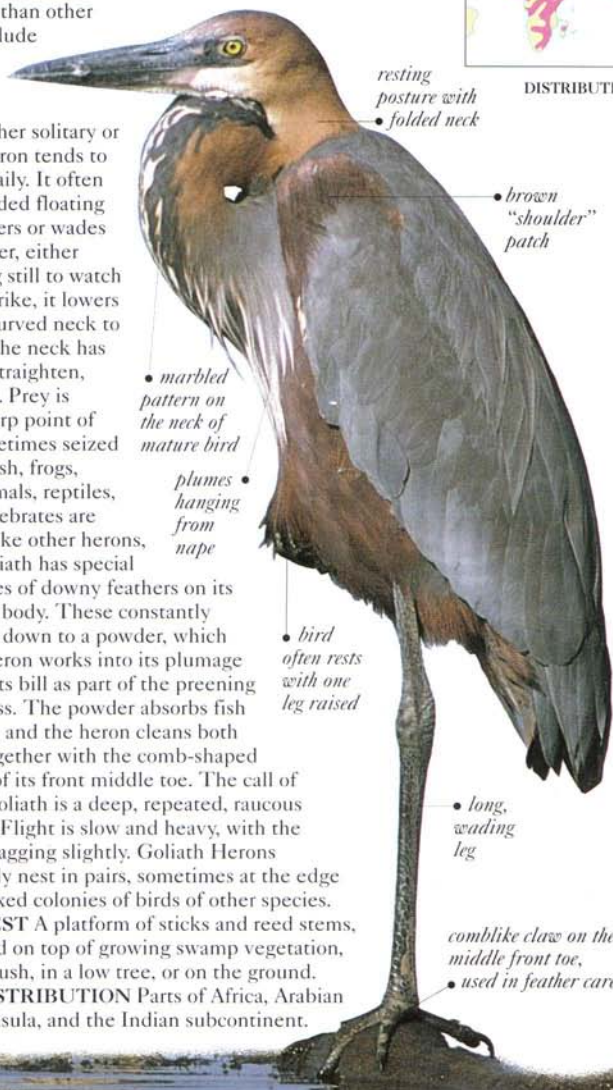 than other
lude
her solitary or
ron tends to
aily. It often
ded floating
ers or wades
er, either
g still to watch
rike, it lowers
urved neck to
he neck has
traighten,
. Prey is
rp point of
etimes seized
sh, frogs,
nals, reptiles,
ebrates are
ke other herons,
iath has special
es of downy feathers on its
body. These constantly
down to a powder, which
eron works into its plumage
ts bill as part of the preening
ss. The powder absorbs fish
and the heron cleans both
gether with the comb-shaped
of its front middle toe. The call of
oliath is a deep, repeated, raucous
Flight is slow and heavy, with the
agging slightly. Goliath Herons
ly nest in pairs, sometimes at the edge
xed colonies of birds of other species.
EST A platform of sticks and reed stems,
d on top of growing swamp vegetation,
ush, in a low tree, or on the ground.
STRIBUTION Parts of Africa, Arabian
sula, and the Indian subcontinent.
DISTRIBUTI
resting
posture with
folded neck
brown
“shoulder”
patch
marbled
pattern on
the neck of
mature bird
plumes
hanging
from
nape
bird
often rests
with one
leg raised
long,
wading
leg
comblike claw on the
middle front toe,
used in feather care